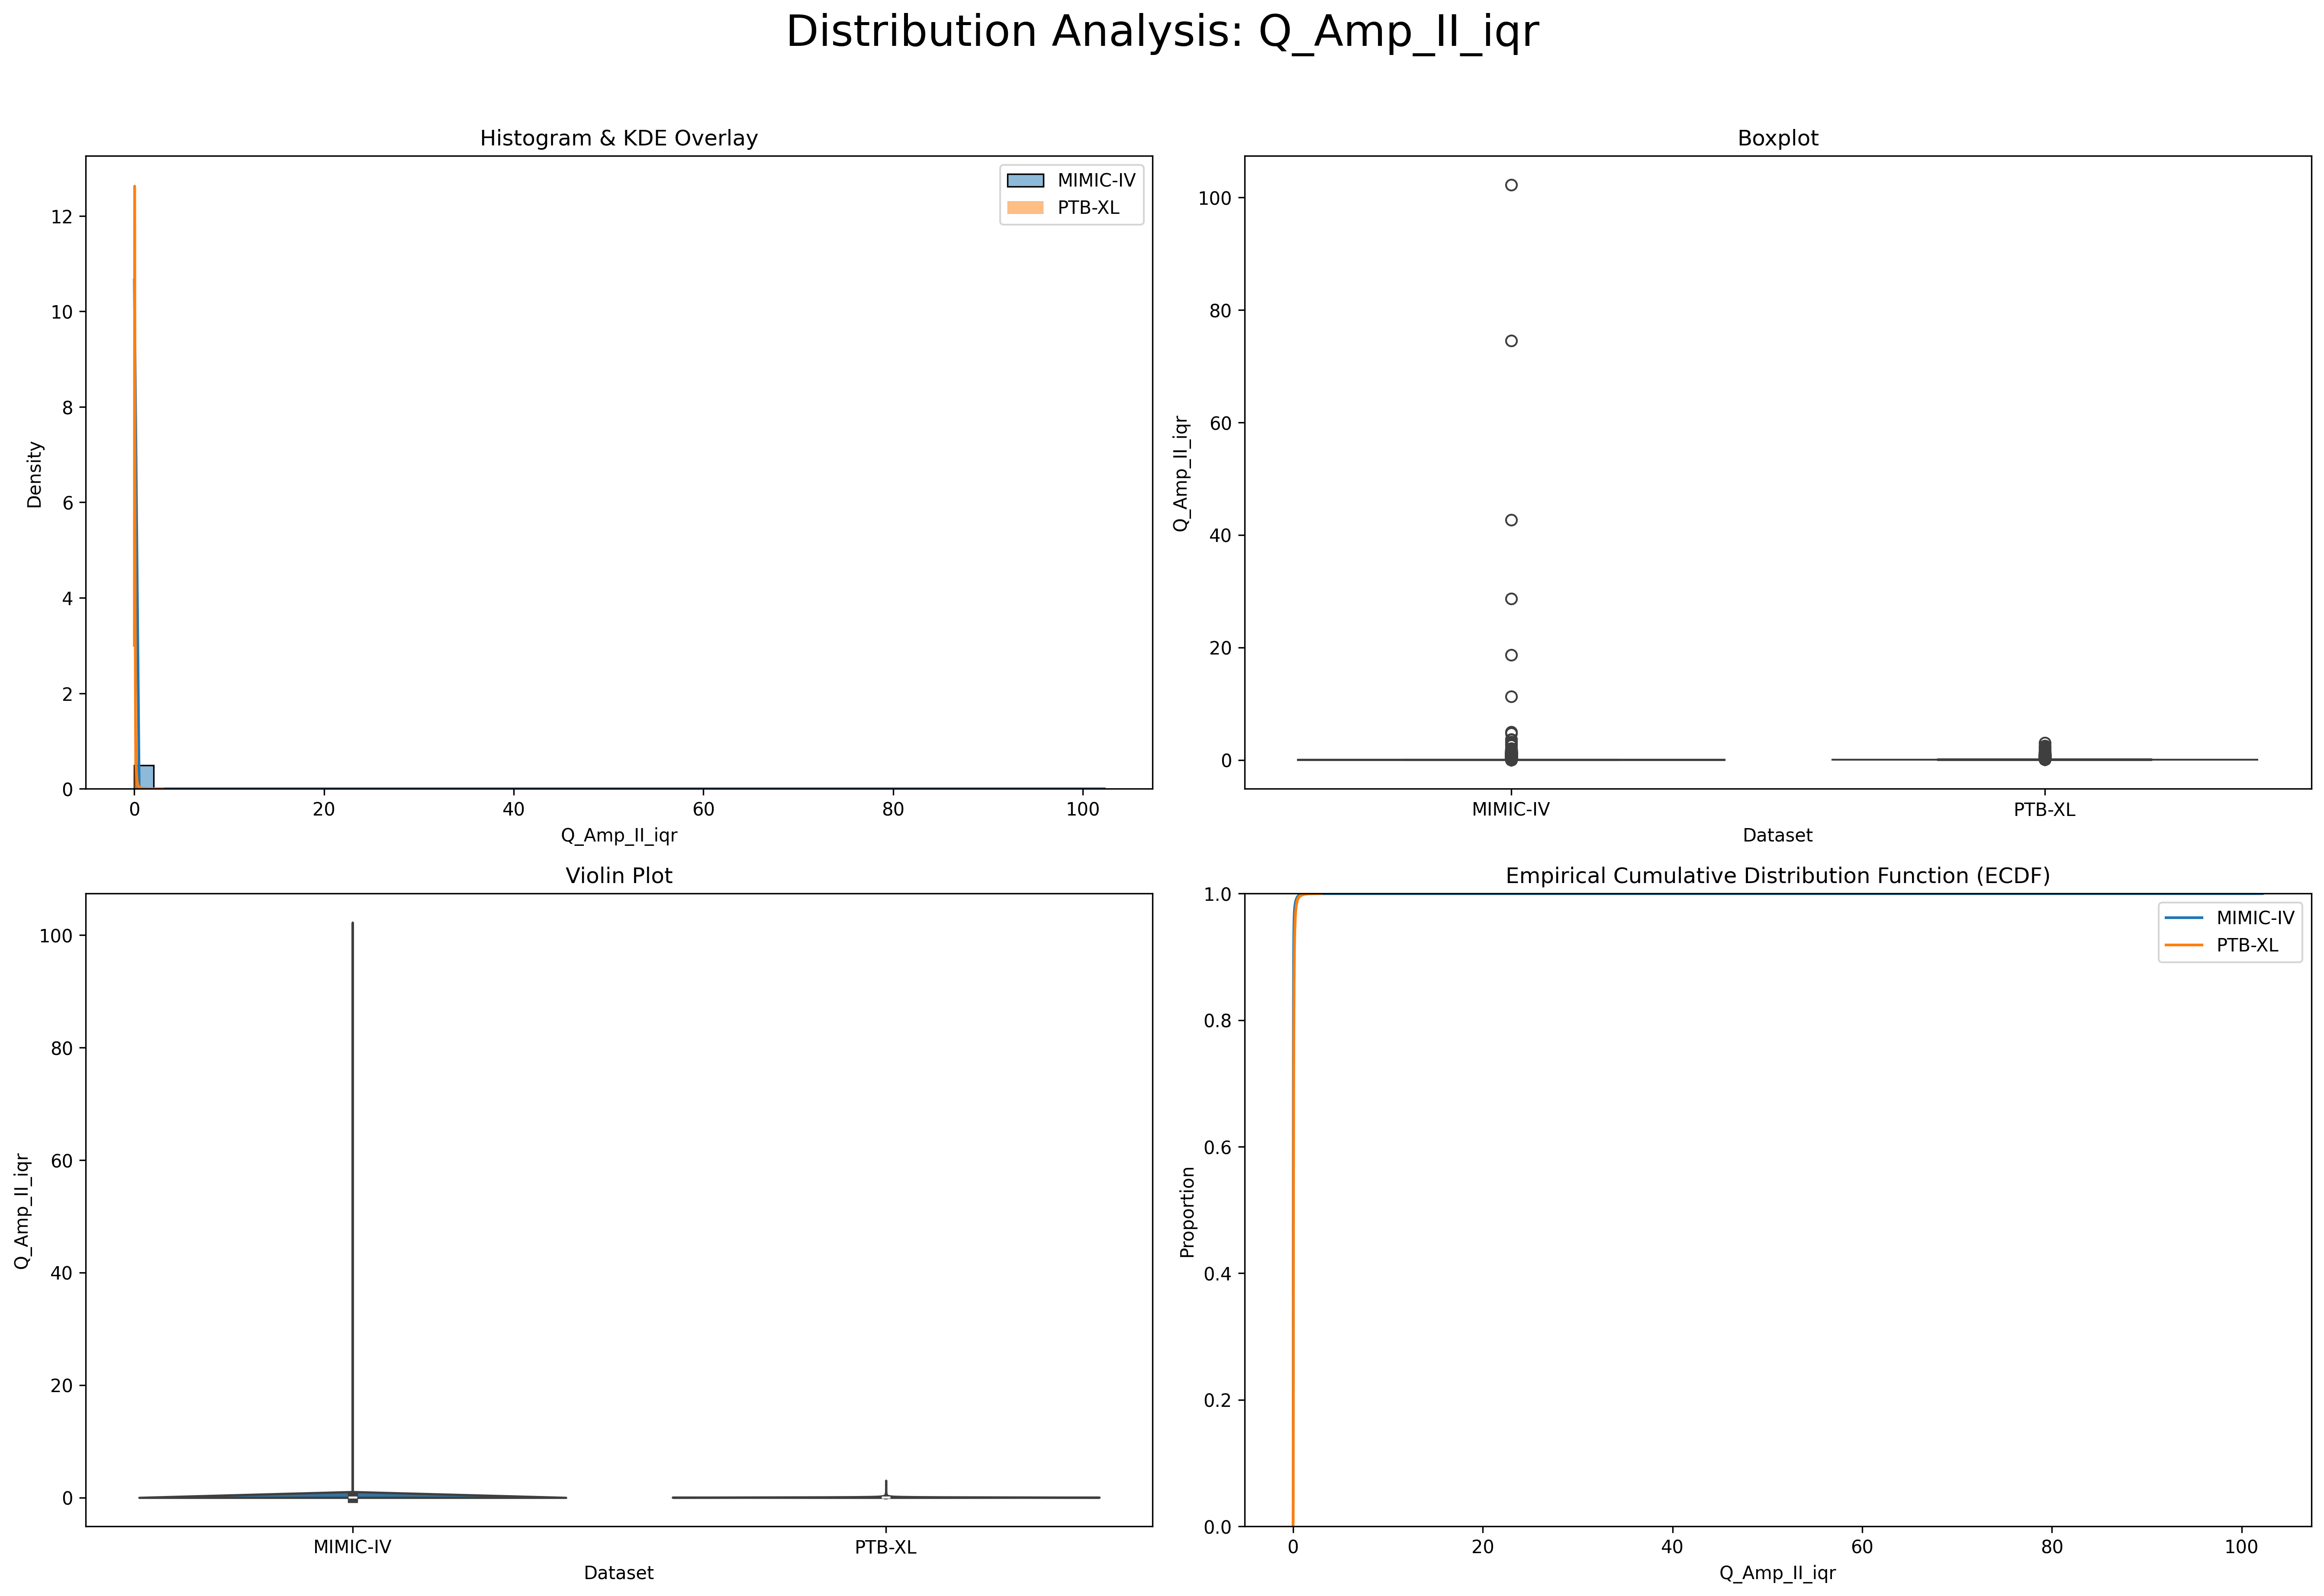 Distribution Analysis: Q_Amp_II_iqr
Histogram & KDE Overlay
MIMIC-IV
PTB-XL
12
10
8
6
4
2
0
Density
0 20 40 60 80 100
Q_Amp_II_iqr
Boxplot
100
80
60
40
20
0
Q_Amp_II_iqr
MIMIC-IV PTB-XL
Dataset
Violin Plot
100
80
60
40
20
0
Q_Amp_II_iqr
MIMIC-IV PTB-XL
Dataset
Empirical Cumulative Distribution Function (ECDF)
MIMIC-IV
PTB-XL
1.0
0.8
0.6
0.4
0.2
0.0
Proportion
0 20 40 60 80 100
Q_Amp_II_iqr